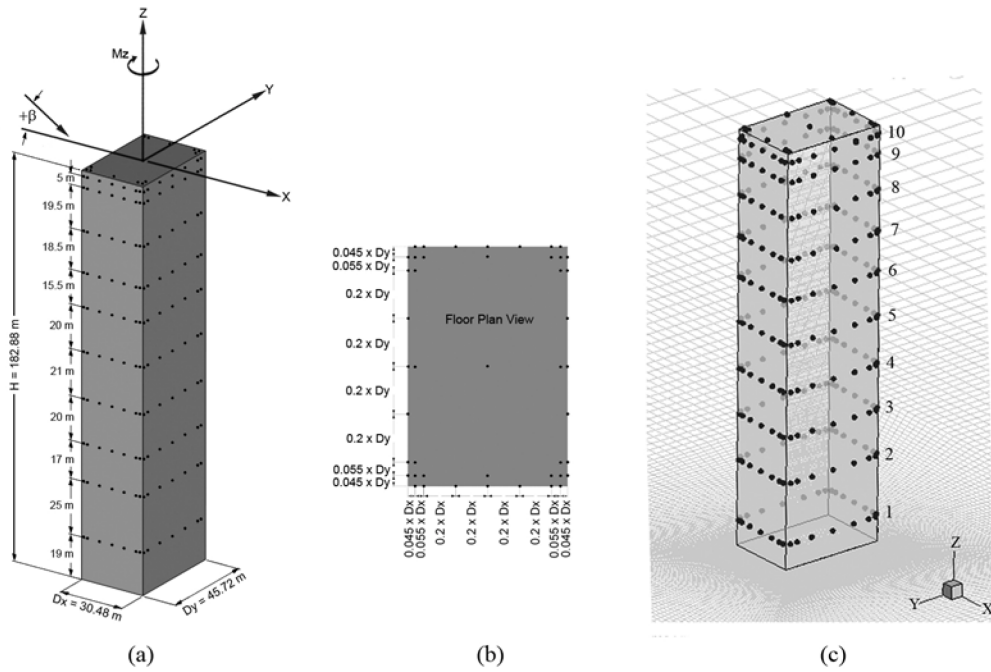 Z
Mz
Y
+β
X
5 m
19.5 m
18.5 m
15.5 m
20 m
21 m
20 m
17 m
25 m
19 m
H = 182.88 m
Dx = 30.48 m
Dy = 45.72 m
(a)
0.045 x Dy
0.055 x Dy
0.2 x Dy
0.2 x Dy
0.2 x Dy
0.2 x Dy
0.055 x Dy
0.045 x Dy
Floor Plan View
0.045 x Dx
0.055 x Dx
0.2 x Dx
0.2 x Dx
0.2 x Dx
0.2 x Dx
0.055 x Dx
0.045 x Dx
(b)
10
9
8
7
6
5
4
3
2
1
Z
Y
X
(c)